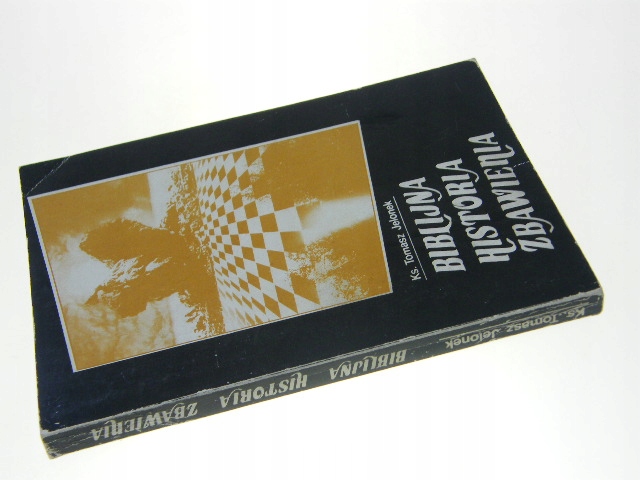 Ks. Tomasz Jelonek
BIBLIJNA
HISTORIA
ZBAWIENIA
Ks. Tomasz Jelonek BIBLIJNA HISTORIA ZBAWIENIA